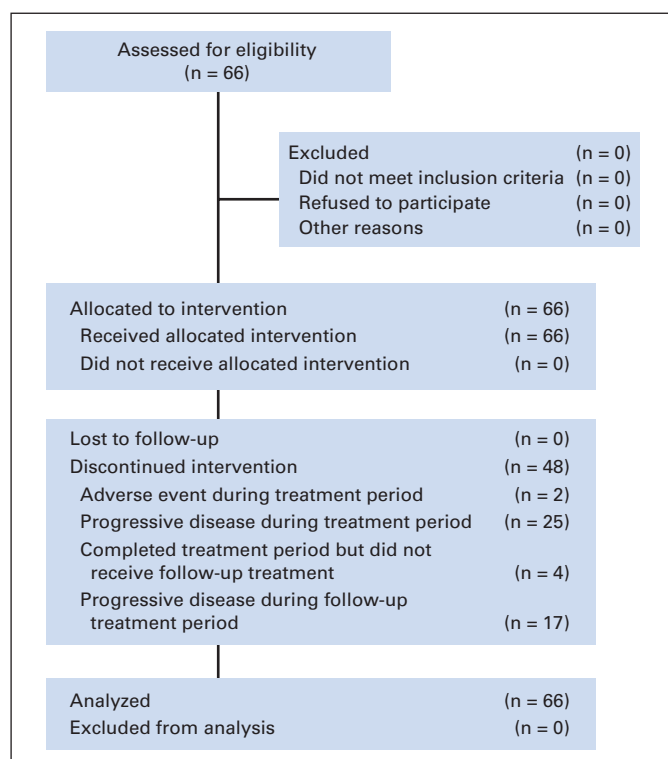 Assessed for eligibility
(n = 66)
Excluded (n = 0)
Did not meet inclusion criteria (n = 0)
Refused to participate (n = 0)
Other reasons (n = 0)
Allocated to intervention (n = 66)
Received allocated intervention (n = 66)
Did not receive allocated intervention (n = 0)
Lost to follow-up (n = 0)
Discontinued intervention (n = 48)
Adverse event during treatment period (n = 2)
Progressive disease during treatment period (n = 25)
Completed treatment period but did not
receive follow-up treatment (n = 4)
Progressive disease during follow-up
treatment period (n = 17)
Analyzed (n = 66)
Excluded from analysis (n = 0)